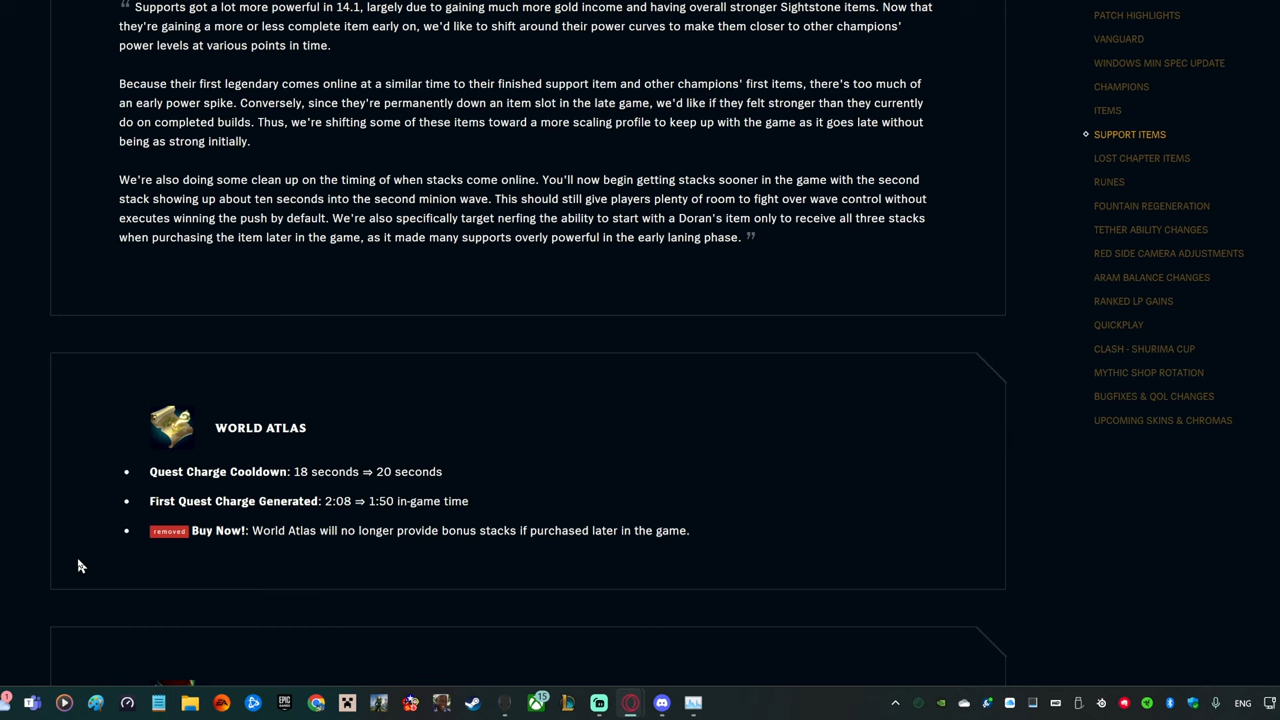 " Supports got a lot more powerful in 14.1, largely due to gaining much more gold income and having overall stronger Sightstone items. Now that
they're gaining a more or less complete item early on, we'd like to shift around their power curves to make them closer to other champions'
power levels at various points in time.
Because their first legendary comes online at a similar time to their finished support item and other champions' first items, there's too much of
an early power spike. Conversely, since they're permanently down an item slot in the late game, we'd like if they felt stronger than they currently
do on completed builds. Thus, we're shifting some of these items toward a more scaling profile to keep up with the game as it goes late without
being as strong initially.
We're also doing some clean up on the timing of when stacks come online. You'll now begin getting stacks sooner in the game with the second
stack showing up about ten seconds into the second minion wave. This should still give players plenty of room to fight over wave control without
executes winning the push by default. We're also specifically target nerfing the ability to start with a Doran's item only to receive all three stacks
when purchasing the item later in the game, as it made many supports overly powerful in the early laning phase. "
WORLD ATLAS
• Quest Charge Cooldown: 18 seconds ⇒ 20 seconds
• First Quest Charge Generated: 2:08 ⇒ 1:50 in-game time
• removed Buy Now!: World Atlas will no longer provide bonus stacks if purchased later in the game.
PATCH HIGHLIGHTS
VANGUARD
WINDOWS MIN SPEC UPDATE
CHAMPIONS
ITEMS
SUPPORT ITEMS
LOST CHAPTER ITEMS
RUNES
FOUNTAIN REGENERATION
TETHER ABILITY CHANGES
RED SIDE CAMERA ADJUSTMENTS
ARAM BALANCE CHANGES
RANKED LP GAINS
QUICKPLAY
CLASH - SHURIMA CUP
MYTHIC SHOP ROTATION
BUGFIXES & QOL CHANGES
UPCOMING SKINS & CHROMAS
1
EA
EPIC GAMES
15
ENG